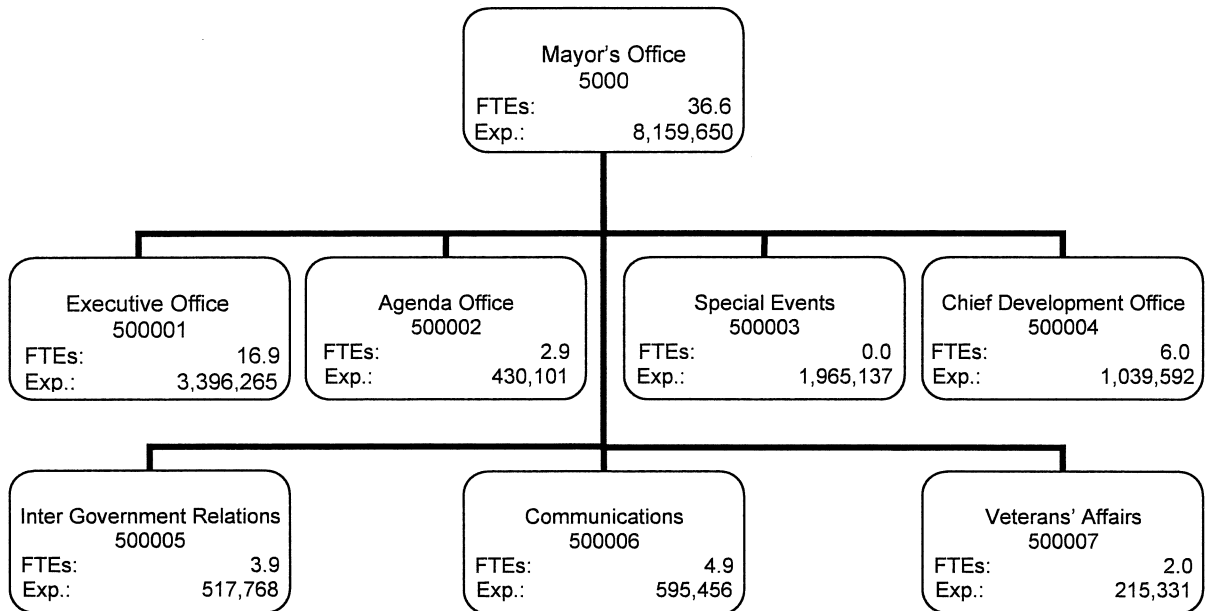 Mayor's Office
5000
FTEs: 36.6
Exp.: 8,159,650
Executive Office
500001
FTEs: 16.9
Exp.: 3,396,265
Agenda Office
500002
FTEs: 2.9
Exp.: 430,101
Special Events
500003
FTEs: 0.0
Exp.: 1,965,137
Chief Development Office
500004
FTEs: 6.0
Exp.: 1,039,592
Inter Government Relations
500005
FTEs: 3.9
Exp.: 517,768
Communications
500006
FTEs: 4.9
Exp.: 595,456
Veterans' Affairs
500007
FTEs: 2.0
Exp.: 215,331